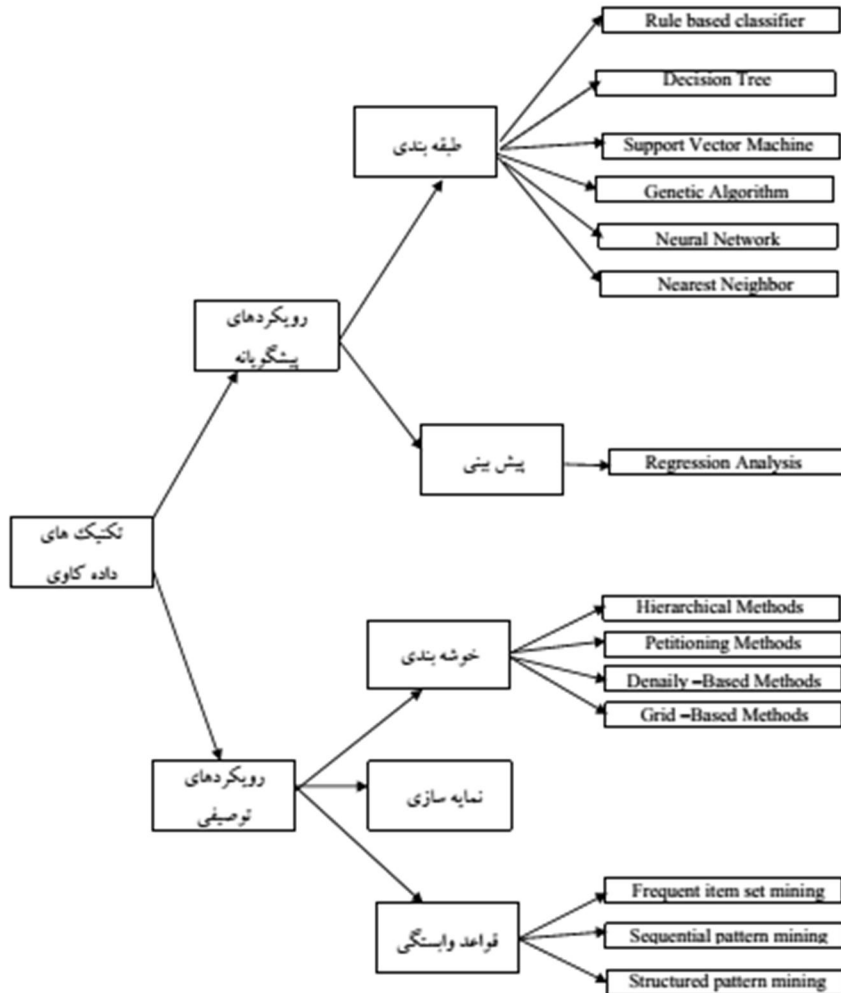 Rule based classifier
Decision Tree
طبقه بندی
Support Vector Machine
Genetic Algorithm
Neural Network
Nearest Neighbor
رویکردهای
پیشگویانه
پیش بینی
Regression Analysis
تکنیک های
داده کاوی
Hierarchical Methods
خوشه بندی
Petitioning Methods
Denaily –Based Methods
Grid –Based Methods
رویکردهای
توصیفی
نمایه سازی
Frequent item set mining
قواعد وابستگی
Sequential pattern mining
Structured pattern mining